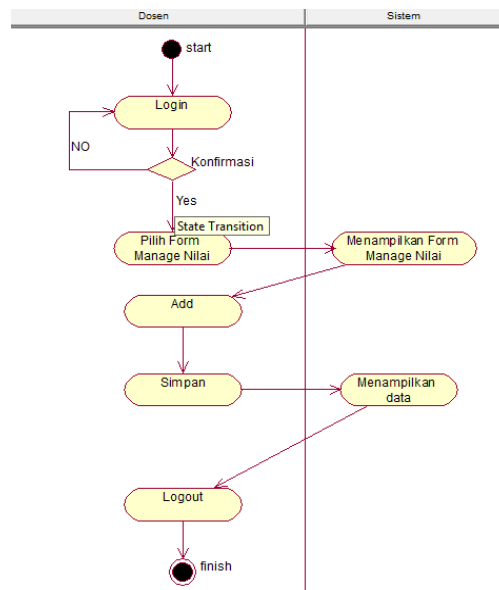 Dosen
Sistem
start
Login
NO
Konfirmasi
Yes
State Transition
Pilih Form
Manage Nilai
Menampilkan Form
Manage Nilai
Add
Simpan
Menampilkan
data
Logout
finish